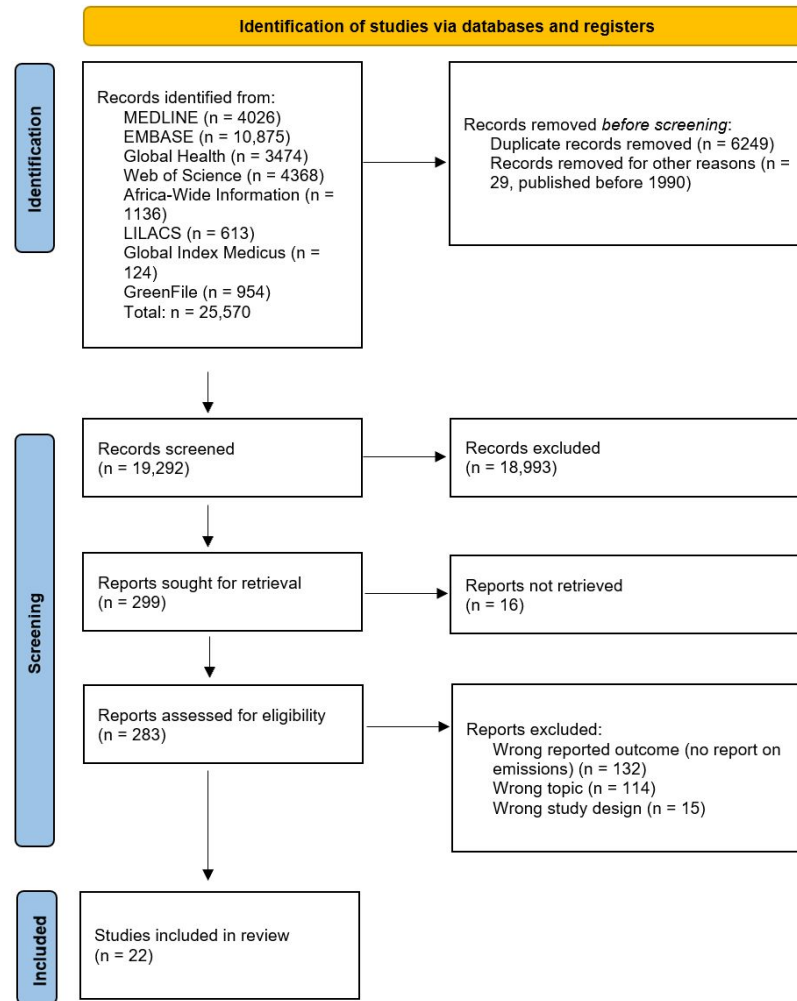 Identification of studies via databases and registers
Identification
Records identified from:
MEDLINE (n = 4026)
EMBASE (n = 10,875)
Global Health (n = 3474)
Web of Science (n = 4368)
Africa-Wide Information (n =
1136)
LILACS (n = 613)
Global Index Medicus (n =
124)
GreenFile (n = 954)
Total: n = 25,570
Records removed before screening:
Duplicate records removed (n = 6249)
Records removed for other reasons (n =
29, published before 1990)
Screening
Records screened
(n = 19,292)
Records excluded
(n = 18,993)
Reports sought for retrieval
(n = 299)
Reports not retrieved
(n = 16)
Reports assessed for eligibility
(n = 283)
Reports excluded:
Wrong reported outcome (no report on
emissions) (n = 132)
Wrong topic (n = 114)
Wrong study design (n = 15)
Included
Studies included in review
(n = 22)